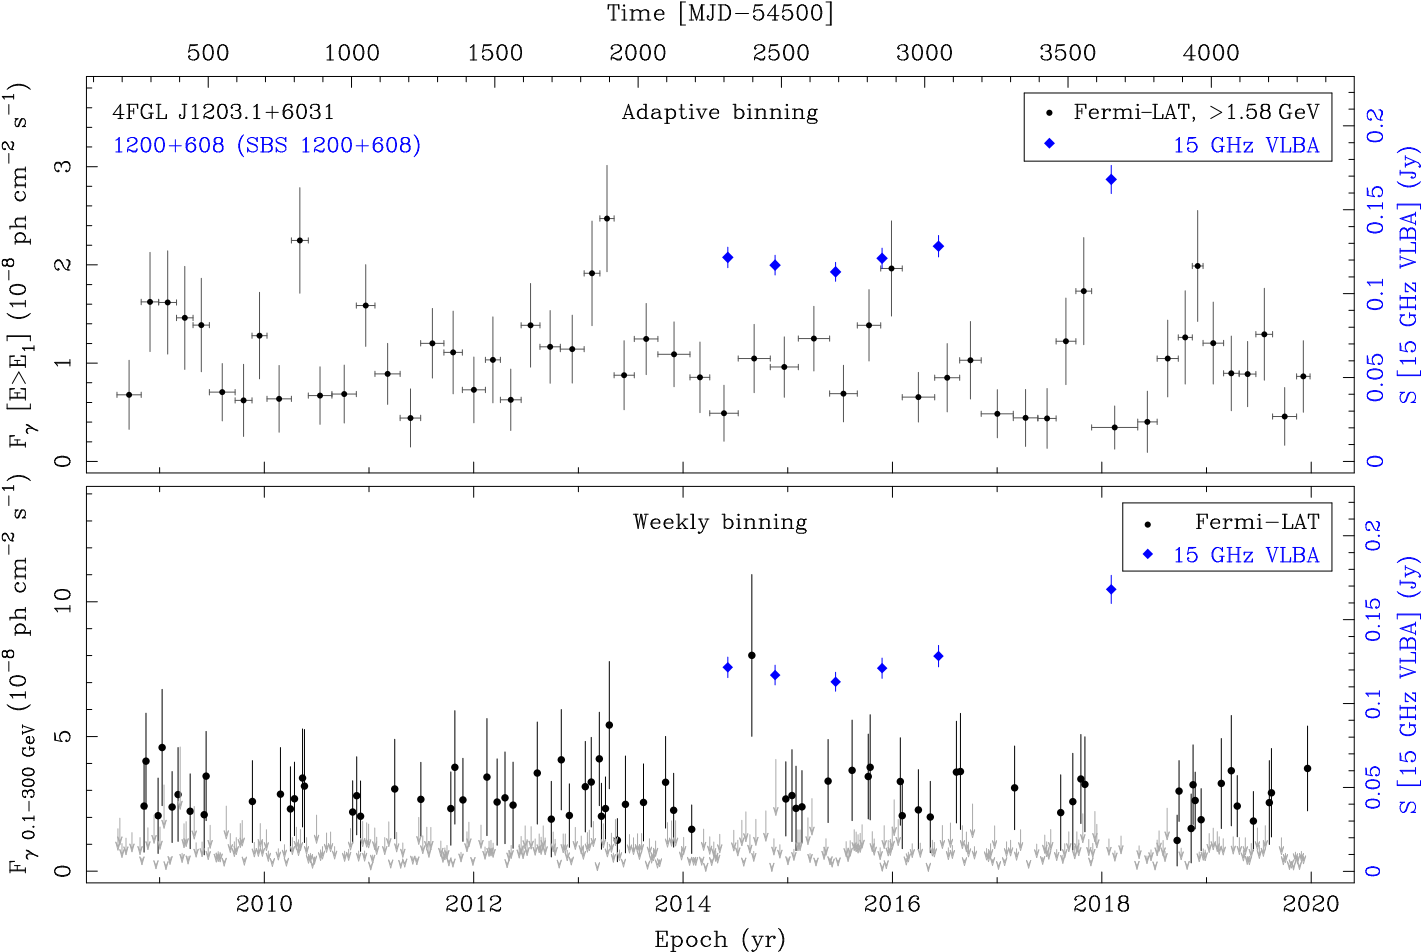 Time [MJD−54500]
500 1000 1500 2000 2500 3000 3500 4000
4FGL J1203.1+6031
1200+608 (SBS 1200+608)
Adaptive binning
Fermi−LAT, >1.58 GeV
15 GHz VLBA
F_γ [E>E_1] (10^−8 ph cm^−2 s^−1)
3
2
1
0
S [15 GHz VLBA] (Jy)
0.2
0.15
0.1
0.05
0
Weekly binning
Fermi−LAT
15 GHz VLBA
F_γ 0.1−300 GeV (10^−8 ph cm^−2 s^−1)
10
5
0
S [15 GHz VLBA] (Jy)
0.2
0.15
0.1
0.05
0
2010 2012 2014 2016 2018 2020
Epoch (yr)